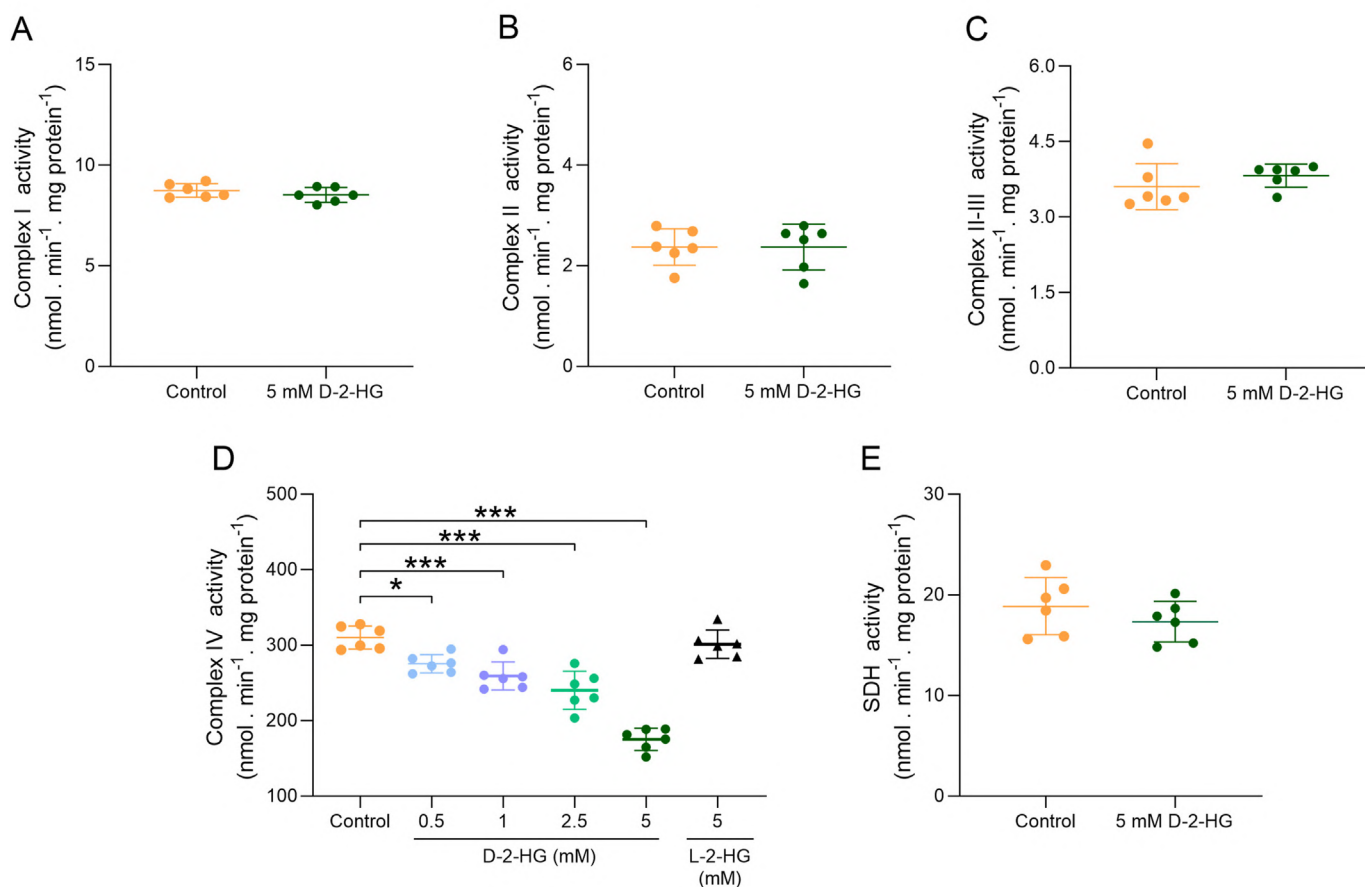 A
Complex I activity
(nmol . min⁻¹. mg protein⁻¹)
15
10
5
0
Control
5 mM D-2-HG
B
Complex II activity
(nmol . min⁻¹. mg protein⁻¹)
6
4
2
0
Control
5 mM D-2-HG
C
Complex II-III activity
(nmol . min⁻¹. mg protein⁻¹)
6.0
4.5
3.0
1.5
0.0
Control
5 mM D-2-HG
D
Complex IV activity
(nmol . min⁻¹. mg protein⁻¹)
500
400
300
200
100
***
***
***
*
Control
0.5
1
2.5
5
5
D-2-HG (mM)
L-2-HG
(mM)
E
SDH activity
(nmol . min⁻¹. mg protein⁻¹)
30
20
10
0
Control
5 mM D-2-HG